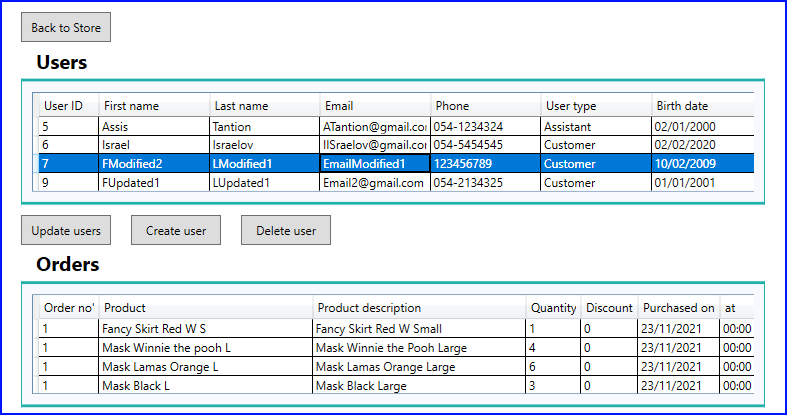 Back to Store
Users
User ID First name Last name Email Phone User type Birth date
5 Assis Tantion ATantion@gmail.co 054-1234324 Assistant 02/01/2000
6 Israel Israelov IISraelov@gmail.co 054-5454545 Customer 02/02/2020
7 FModified2 LModified1 EmailModified1 123456789 Customer 10/02/2009
9 FUpdated1 LUpdated1 Email2@gmail.com 054-2134325 Customer 01/01/2001
Update users Create user Delete user
Orders
Order no' Product Product description Quantity Discount Purchased on at
1 Fancy Skirt Red W S Fancy Skirt Red W Small 1 0 23/11/2021 00:00
1 Mask Winnie the pooh L Mask Winnie the Pooh Large 4 0 23/11/2021 00:00
1 Mask Lamas Orange L Mask Lamas Orange Large 6 0 23/11/2021 00:00
1 Mask Black L Mask Black Large 3 0 23/11/2021 00:00